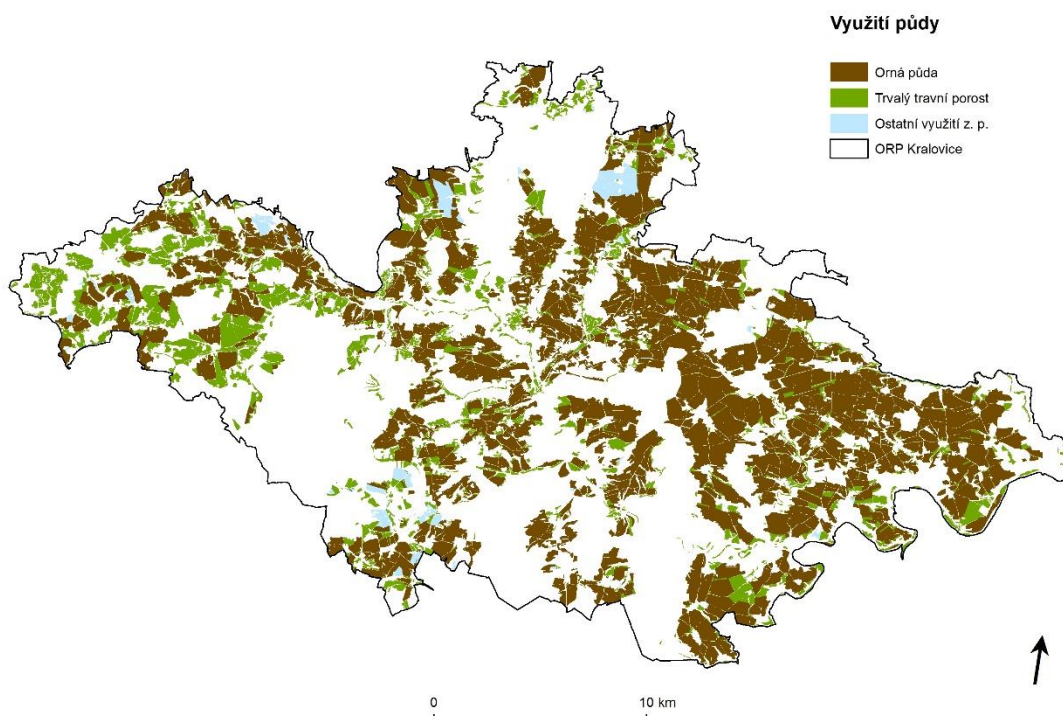 Využití půdy
Orná půda
Trvalý travní porost
Ostatní využití z. p.
ORP Kralovice
0 10 km